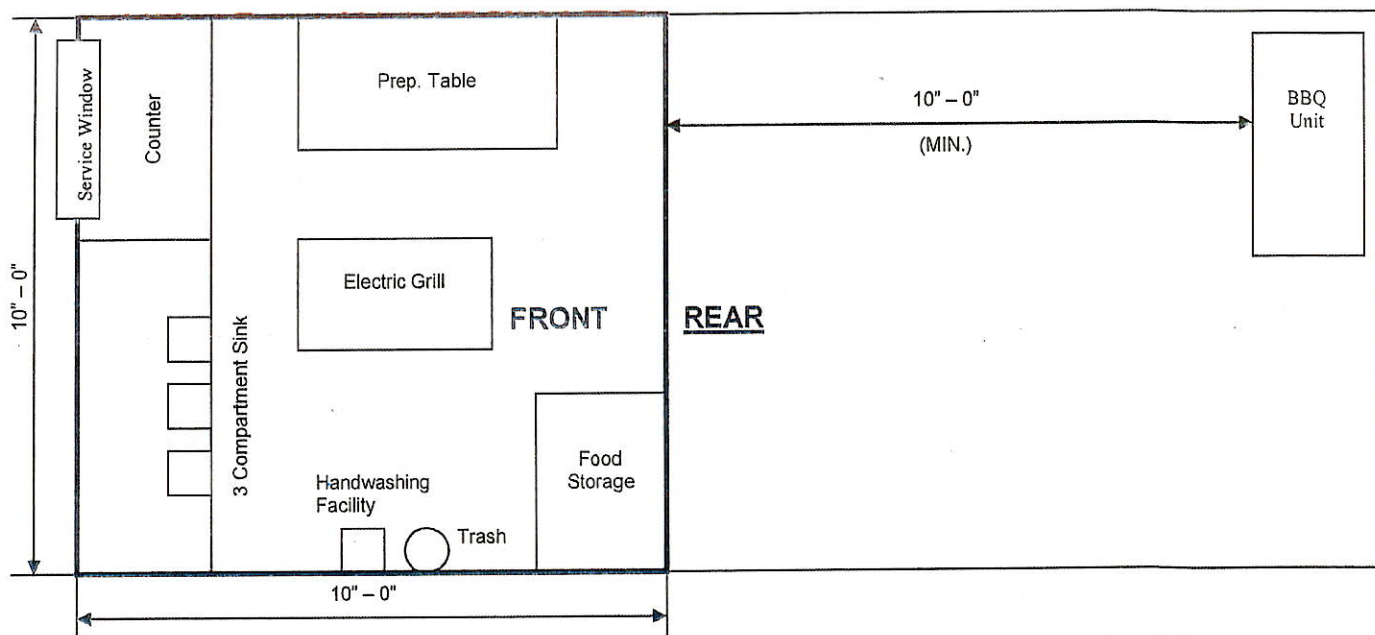 Service Window
Counter
Prep. Table
10" – 0"
(MIN.)
BBQ
Unit
10" – 0"
Electric Grill
FRONT
REAR
3 Compartment Sink
Handwashing
Facility
Trash
Food
Storage
10" – 0"